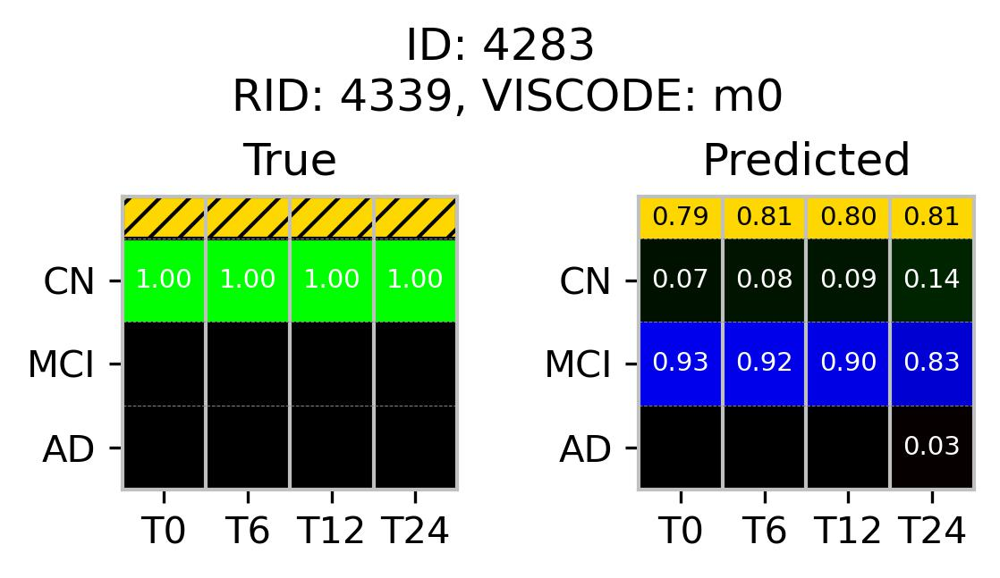 ID: 4283
RID: 4339, VISCODE: m0
True
Predicted
CN
MCI
AD
1.00 1.00 1.00 1.00
T0 T6 T12 T24
0.79 0.81 0.80 0.81
CN 0.07 0.08 0.09 0.14
MCI 0.93 0.92 0.90 0.83
AD 0.03
T0 T6 T12 T24